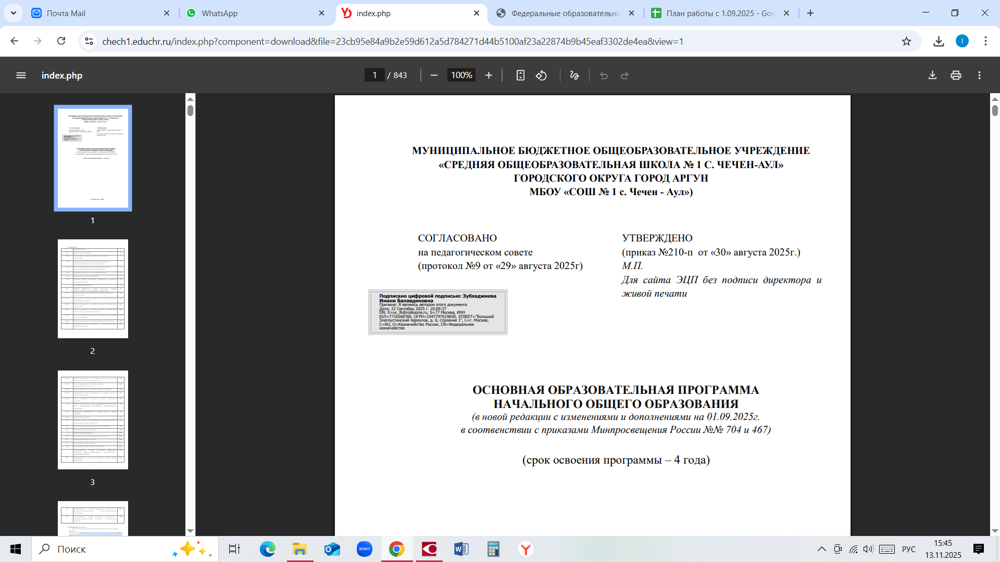 Почта Mail
WhatsApp
index.php
Федеральные образовательны
План работы с 1.09.2025 - Goo
chech1.educhr.ru/index.php?component=download&file=23cb95e84a9b2e59d612a5d784271d44b5100af23a22874b9b45eaf3302de4ea&view=1
I
index.php
1 / 843
100%
1
2
3
МУНИЦИПАЛЬНОЕ БЮДЖЕТНОЕ ОБЩЕОБРАЗОВАТЕЛЬНОЕ УЧРЕЖДЕНИЕ
«СРЕДНЯЯ ОБЩЕОБРАЗОВАТЕЛЬНАЯ ШКОЛА № 1 С. ЧЕЧЕН-АУЛ»
ГОРОДСКОГО ОКРУГА ГОРОД АРГУН
МБОУ «СОШ № 1 с. Чечен - Аул»)
СОГЛАСОВАНО
на педагогическом совете
(протокол №9 от «29» августа 2025г)
УТВЕРЖДЕНО
(приказ №210-п от «30» августа 2025г.)
М.П.
Для сайта ЭЦП без подписи директора и
живой печати
Подписано цифровой подписью: Зубхаджиева
Имани Балавдиновна
Причина: Я являюсь автором этого документа
Дата: 22 Сентябрь 2025 г. 10:09:37
DN: E=uc_fk@roskazna.ru, S=77 Москва, ИНН
ЮЛ=7710568760, ОГРН=1047797019830, STREET="Большой
Златоустинский переулок, д. 6, строение 1", L=г. Москва,
C=RU, O=Казначейство России, CN=Федеральное
казначейство
ОСНОВНАЯ ОБРАЗОВАТЕЛЬНАЯ ПРОГРАММА
НАЧАЛЬНОГО ОБЩЕГО ОБРАЗОВАНИЯ
(в новой редакции с изменениями и дополнениями на 01.09.2025г.
в соотвенствии с приказами Минпросвещения России №№ 704 и 467)
(срок освоения программы – 4 года)
Поиск
zoom
РУС
15:45
13.11.2025